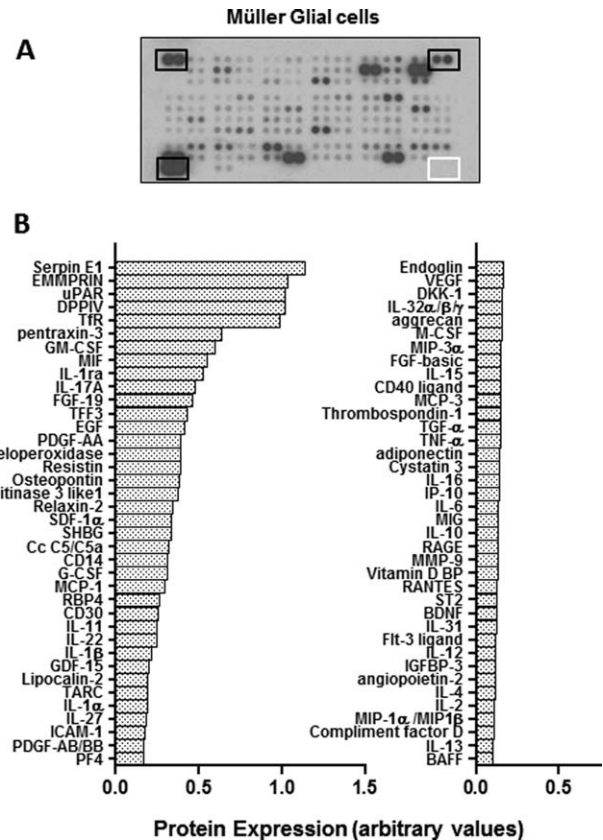 Müller Glial cells
A
B
Serpin E1
EMMPRIN
uPAR
DPPIV
TfR
pentraxin-3
GM-CSF
MIF
IL-1ra
IL-17A
FGF-19
TFF3
EGF
PDGF-AA
eloperoxidase
Resistin
Osteopontin
itinase 3 like1
Relaxin-2
SDF-1α
SHBG
Cc C5/C5a
CD14
G-CSF
MCP-1
RBP4
CD30
IL-11
IL-22
IL-1β
GDF-15
Lipocalin-2
TARC
IL-1α
IL-27
ICAM-1
PDGF-AB/BB
PF4
0.0 0.5 1.0 1.5
Endoglin
VEGF
DKK-1
IL-32α/β/γ
aggrecan
M-CSF
MIP-3α
FGF-basic
IL-15
CD40 ligand
MCP-3
Thrombospondin-1
TGF-α
TNF-α
adiponectin
Cystatin 3
IL-16
IP-10
IL-6
MIG
IL-10
RAGE
MMP-9
Vitamin D BP
RANTES
ST2
BDNF
IL-31
Flt-3 ligand
IL-12
IGFBP-3
angiopoietin-2
IL-4
IL-2
MIP-1α /MIP1β
Compliment factor D
IL-13
BAFF
0.0 0.5
Protein Expression (arbitrary values)